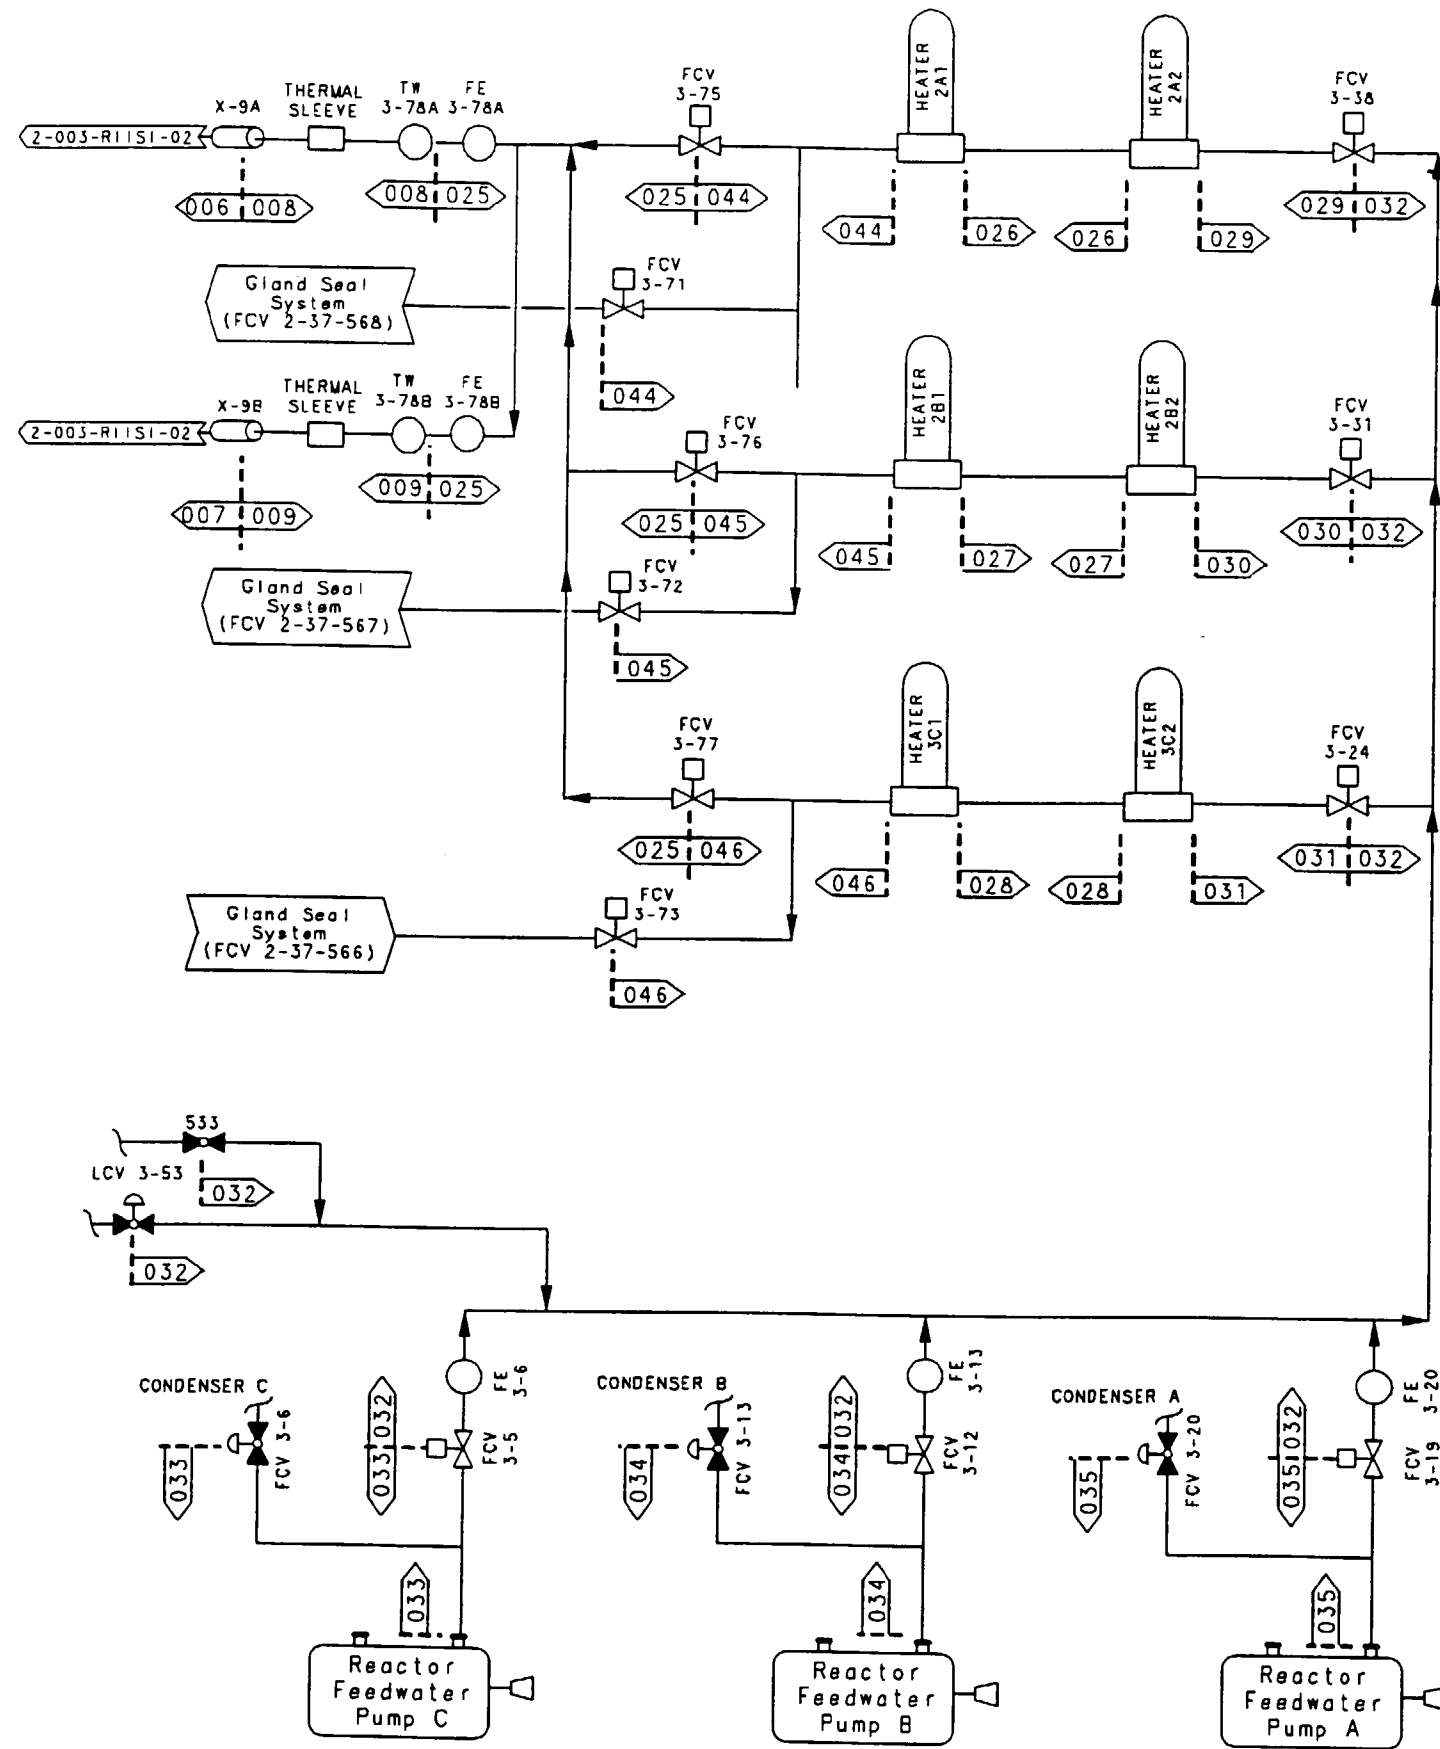 FCV
3-75
HEATER
2A1
HEATER
2A2
FCV
3-38
X-9A
THERMAL
SLEEVE
TW
3-78A
FE
3-78A
2-003-R11S1-02
006 008
008 025
025 044
044
026
026
029
029 032
Gland Seal
System
(FCV 2-37-568)
FCV
3-71
044
X-9B
THERMAL
SLEEVE
TW
3-78B
FE
3-78B
2-003-R11S1-02
007 009
009 025
FCV
3-76
HEATER
2B1
HEATER
2B2
FCV
3-31
025 045
045
027
027
030
030 032
Gland Seal
System
(FCV 2-37-567)
FCV
3-72
045
FCV
3-77
HEATER
3C1
HEATER
3C2
FCV
3-24
025 046
046
028
028
031
031 032
Gland Seal
System
(FCV 2-37-566)
FCV
3-73
046
533
032
LCV 3-53
032
CONDENSER C
FCV 3-6
033
033 032
FE
3-6
FCV
3-5
033
Reactor
Feedwater
Pump C
CONDENSER B
FCV 3-13
034
034 032
FE
3-13
FCV
3-12
034
Reactor
Feedwater
Pump B
CONDENSER A
FCV 3-20
035
035 032
FE
3-20
FCV
3-19
035
Reactor
Feedwater
Pump A